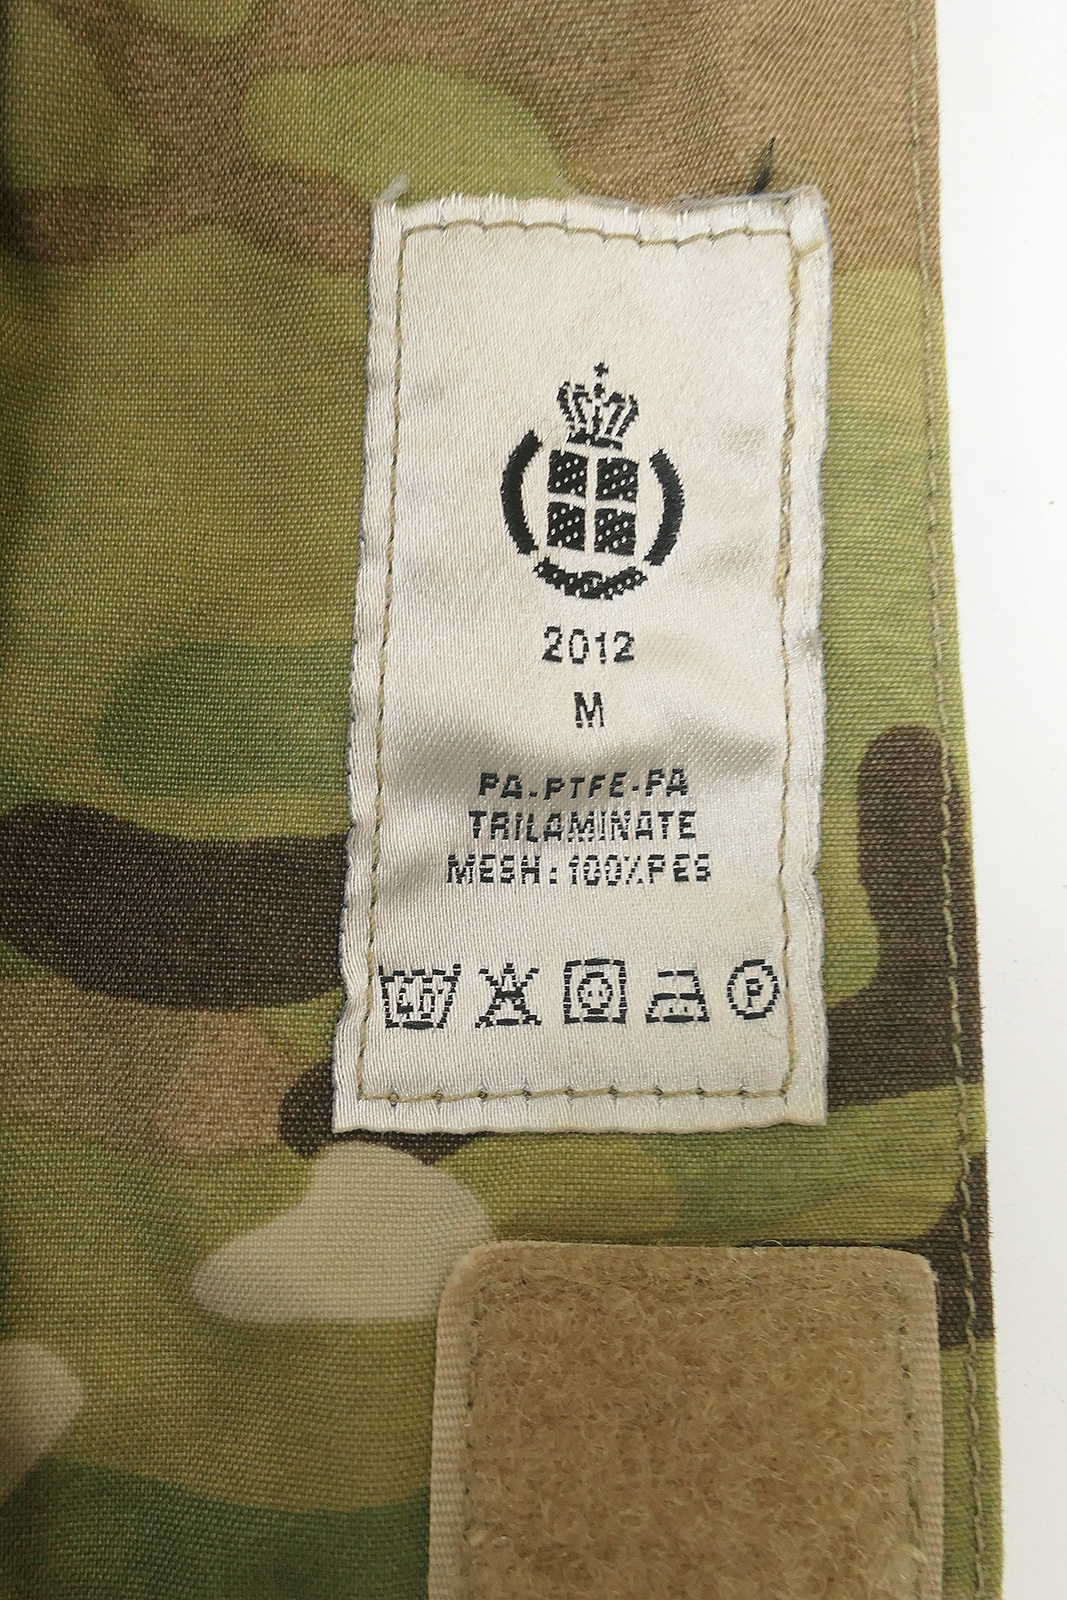 2012
M
PA-PTFE-PA
TRILAMINATE
MESH: 100%PES
P